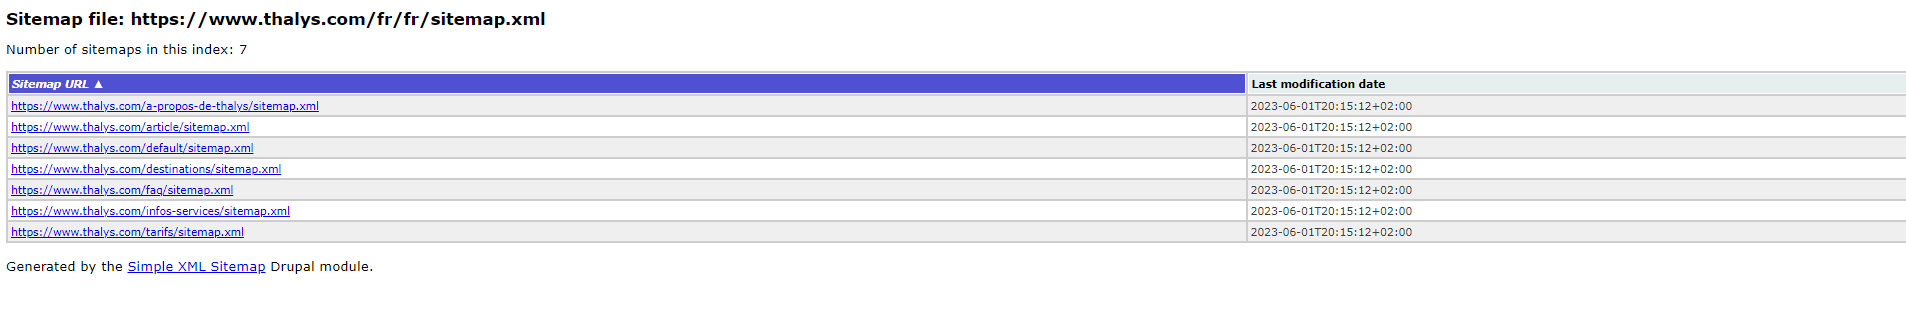 Sitemap file: https://www.thalys.com/fr/fr/sitemap.xml
Number of sitemaps in this index: 7
Sitemap URL ▲ Last modification date
https://www.thalys.com/a-propos-de-thalys/sitemap.xml 2023-06-01T20:15:12+02:00
https://www.thalys.com/article/sitemap.xml 2023-06-01T20:15:12+02:00
https://www.thalys.com/default/sitemap.xml 2023-06-01T20:15:12+02:00
https://www.thalys.com/destinations/sitemap.xml 2023-06-01T20:15:12+02:00
https://www.thalys.com/faq/sitemap.xml 2023-06-01T20:15:12+02:00
https://www.thalys.com/infos-services/sitemap.xml 2023-06-01T20:15:12+02:00
https://www.thalys.com/tarifs/sitemap.xml 2023-06-01T20:15:12+02:00
Generated by the Simple XML Sitemap Drupal module.